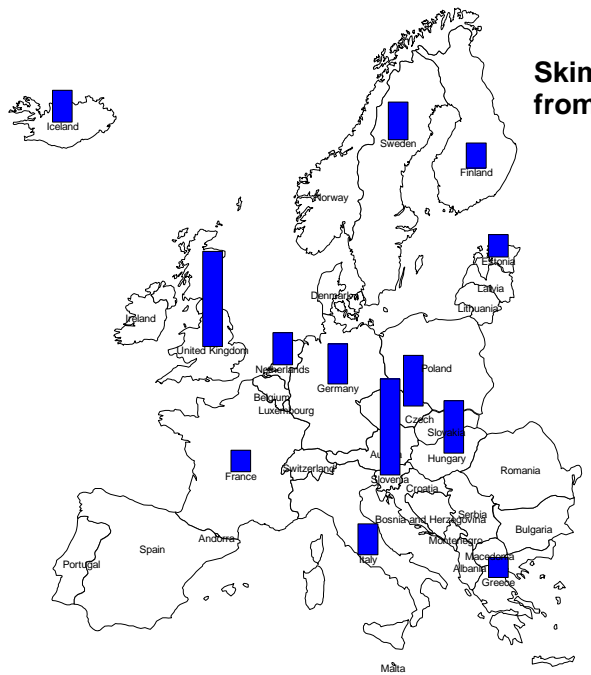 Skin
from
Iceland
Sweden
Finland
Norway
Estonia
Latvia
Lithuania
Denmark
Ireland
United Kingdom
Netherlands
Germany
Poland
Belgium
Luxembourg
Czech
Slovakia
Austria
Hungary
France
Switzerland
Slovenia
Croatia
Romania
Bosnia and Herzegovina
Serbia
Bulgaria
Andorra
Spain
Portugal
Montenegro
Italy
Macedonia
Albania
Greece
Malta